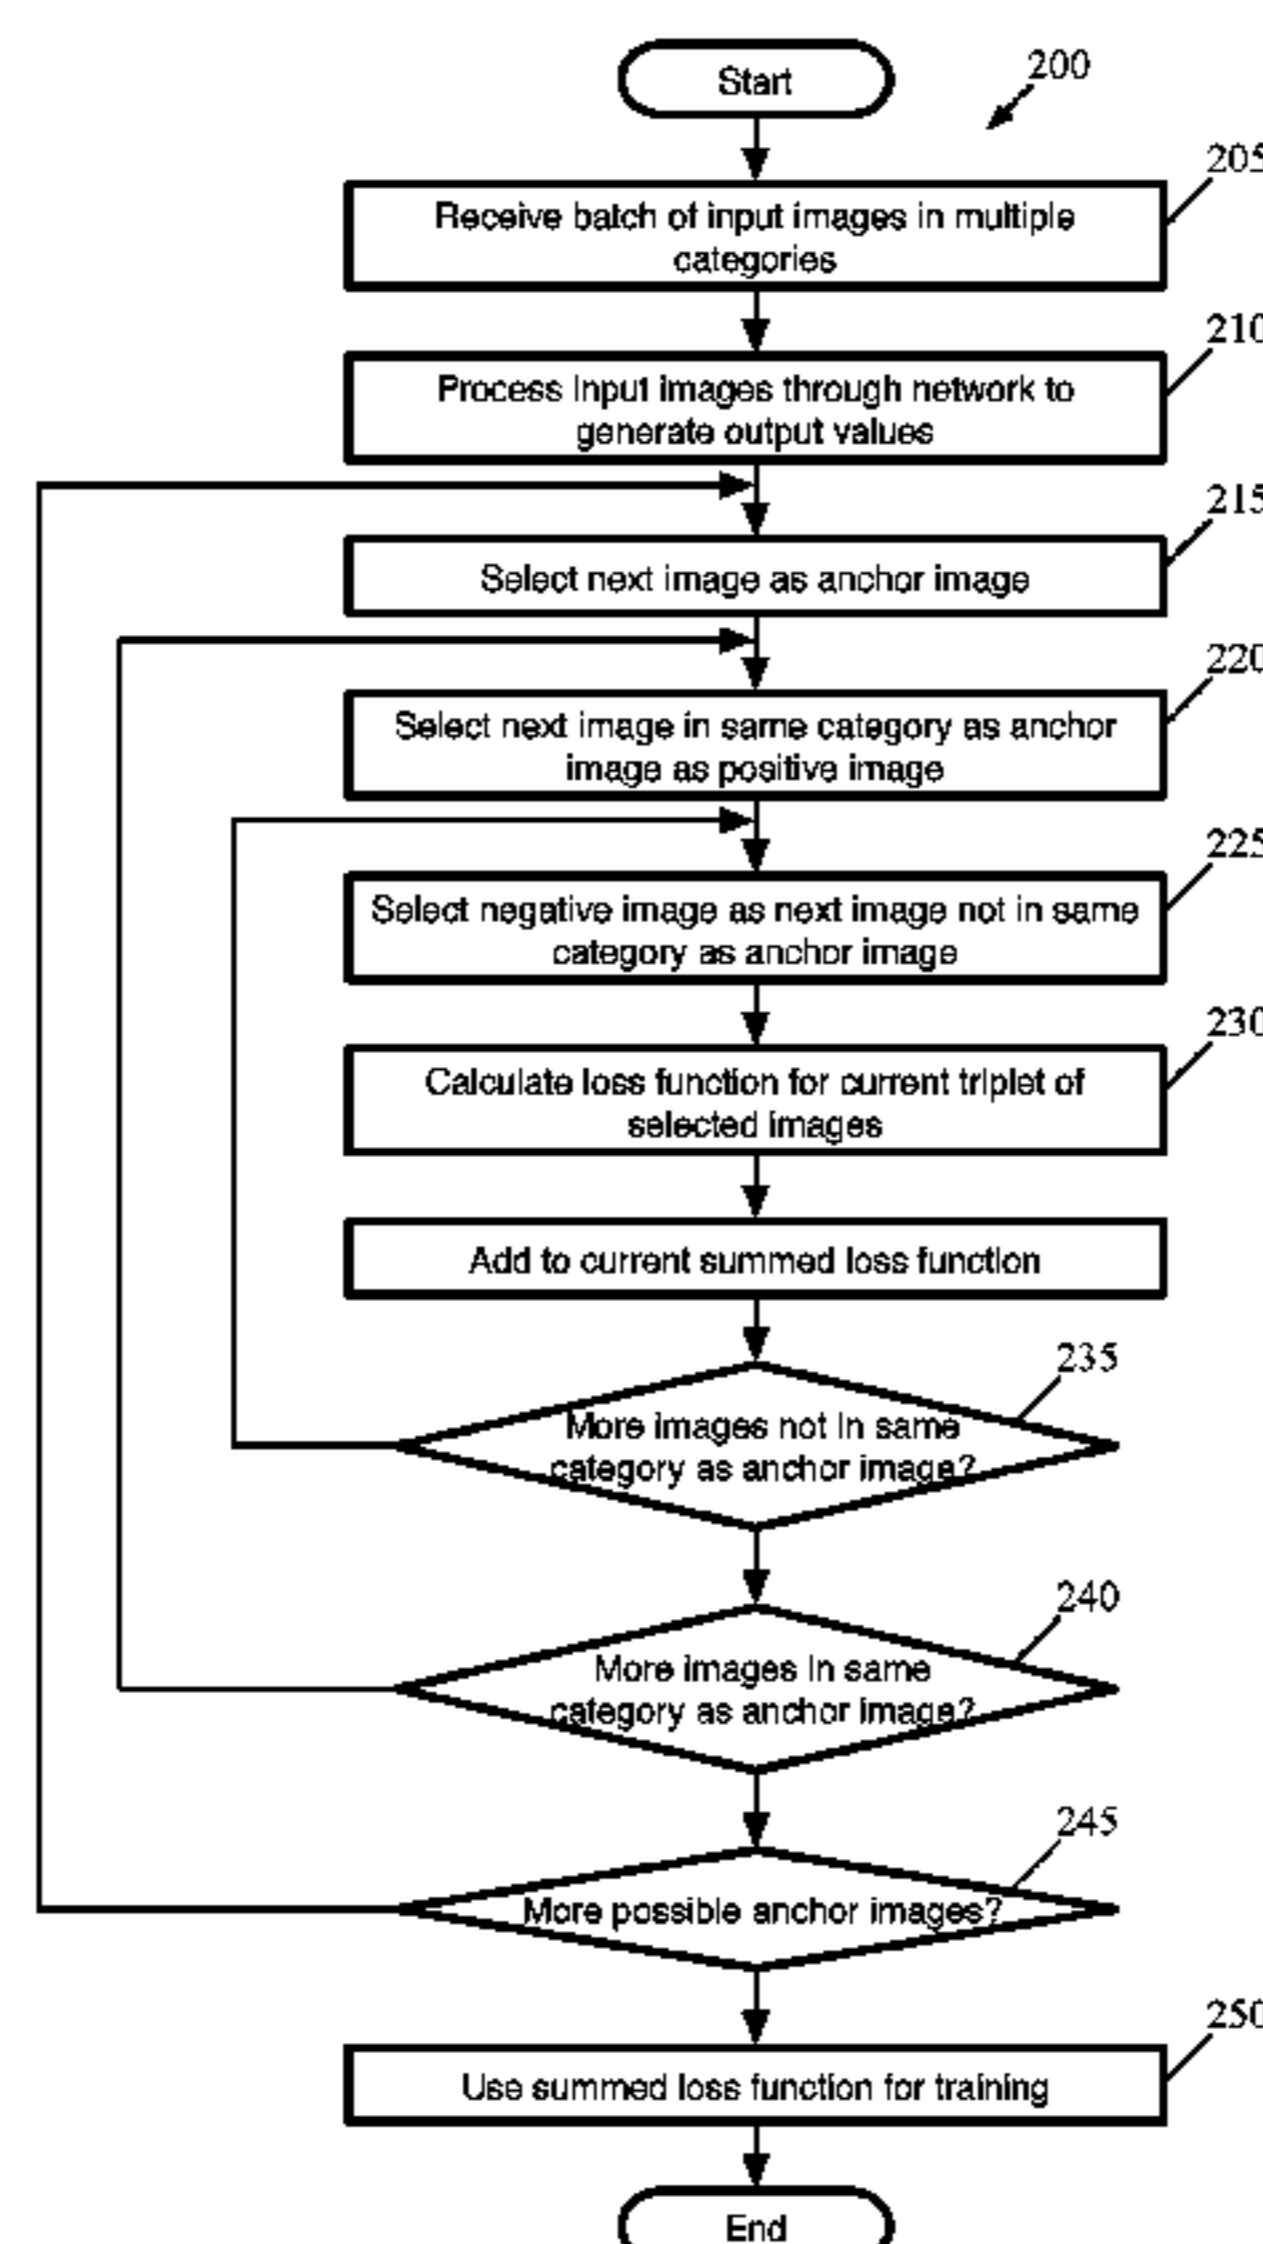 Start
200
205
Receive batch of input images in multiple
categories
210
Process input images through network to
generate output values
215
Select next image as anchor image
220
Select next image in same category as anchor
image as positive image
225
Select negative image as next image not in same
category as anchor image
230
Calculate loss function for current triplet of
selected images
Add to current summed loss function
235
More images not in same
category as anchor image?
240
More images in same
category as anchor image?
245
More possible anchor images?
250
Use summed loss function for training
End